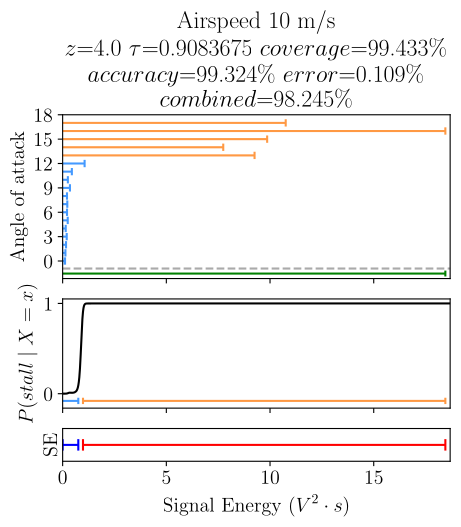 Airspeed 10 m/s
z=4.0 τ=0.9083675 coverage=99.433%
accuracy=99.324% error=0.109%
combined=98.245%
18
15
12
9
6
3
0
Angle of attack
1
0
P(stall | X = x)
SE
0 5 10 15
Signal Energy (V² · s)